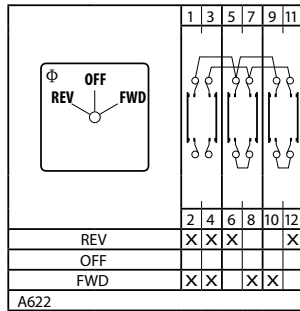 1 3 5 7 9 11
Φ
OFF
REV FWD
2 4 6 8 10 12
REV X X X X
OFF
FWD X X X X
A622